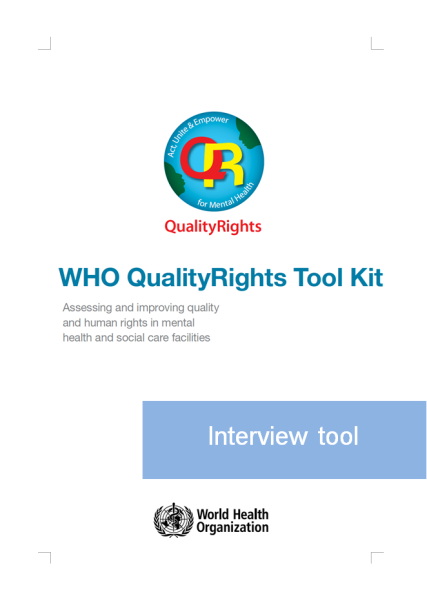 Act, Unite & Empower
QR
for Mental Health
QualityRights
WHO QualityRights Tool Kit
Assessing and improving quality
and human rights in mental
health and social care facilities
Interview tool
World Health
Organization